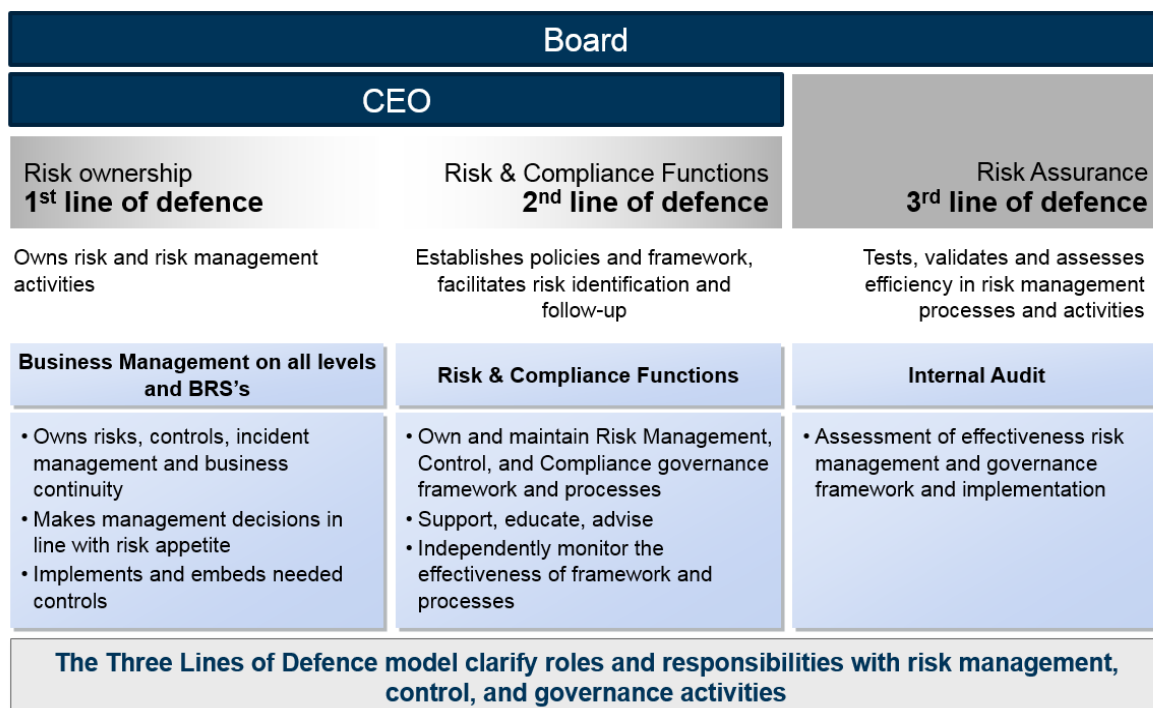 Board
CEO
Risk ownership
1st line of defence
Risk & Compliance Functions
2nd line of defence
Risk Assurance
3rd line of defence
Owns risk and risk management
activities
Establishes policies and framework,
facilitates risk identification and
follow-up
Tests, validates and assesses
efficiency in risk management
processes and activities
Business Management on all levels
and BRS's
• Owns risks, controls, incident
management and business
continuity
• Makes management decisions in
line with risk appetite
• Implements and embeds needed
controls
Risk & Compliance Functions
• Own and maintain Risk Management,
Control, and Compliance governance
framework and processes
• Support, educate, advise
• Independently monitor the
effectiveness of framework and
processes
Internal Audit
• Assessment of effectiveness risk
management and governance
framework and implementation
The Three Lines of Defence model clarify roles and responsibilities with risk management,
control, and governance activities